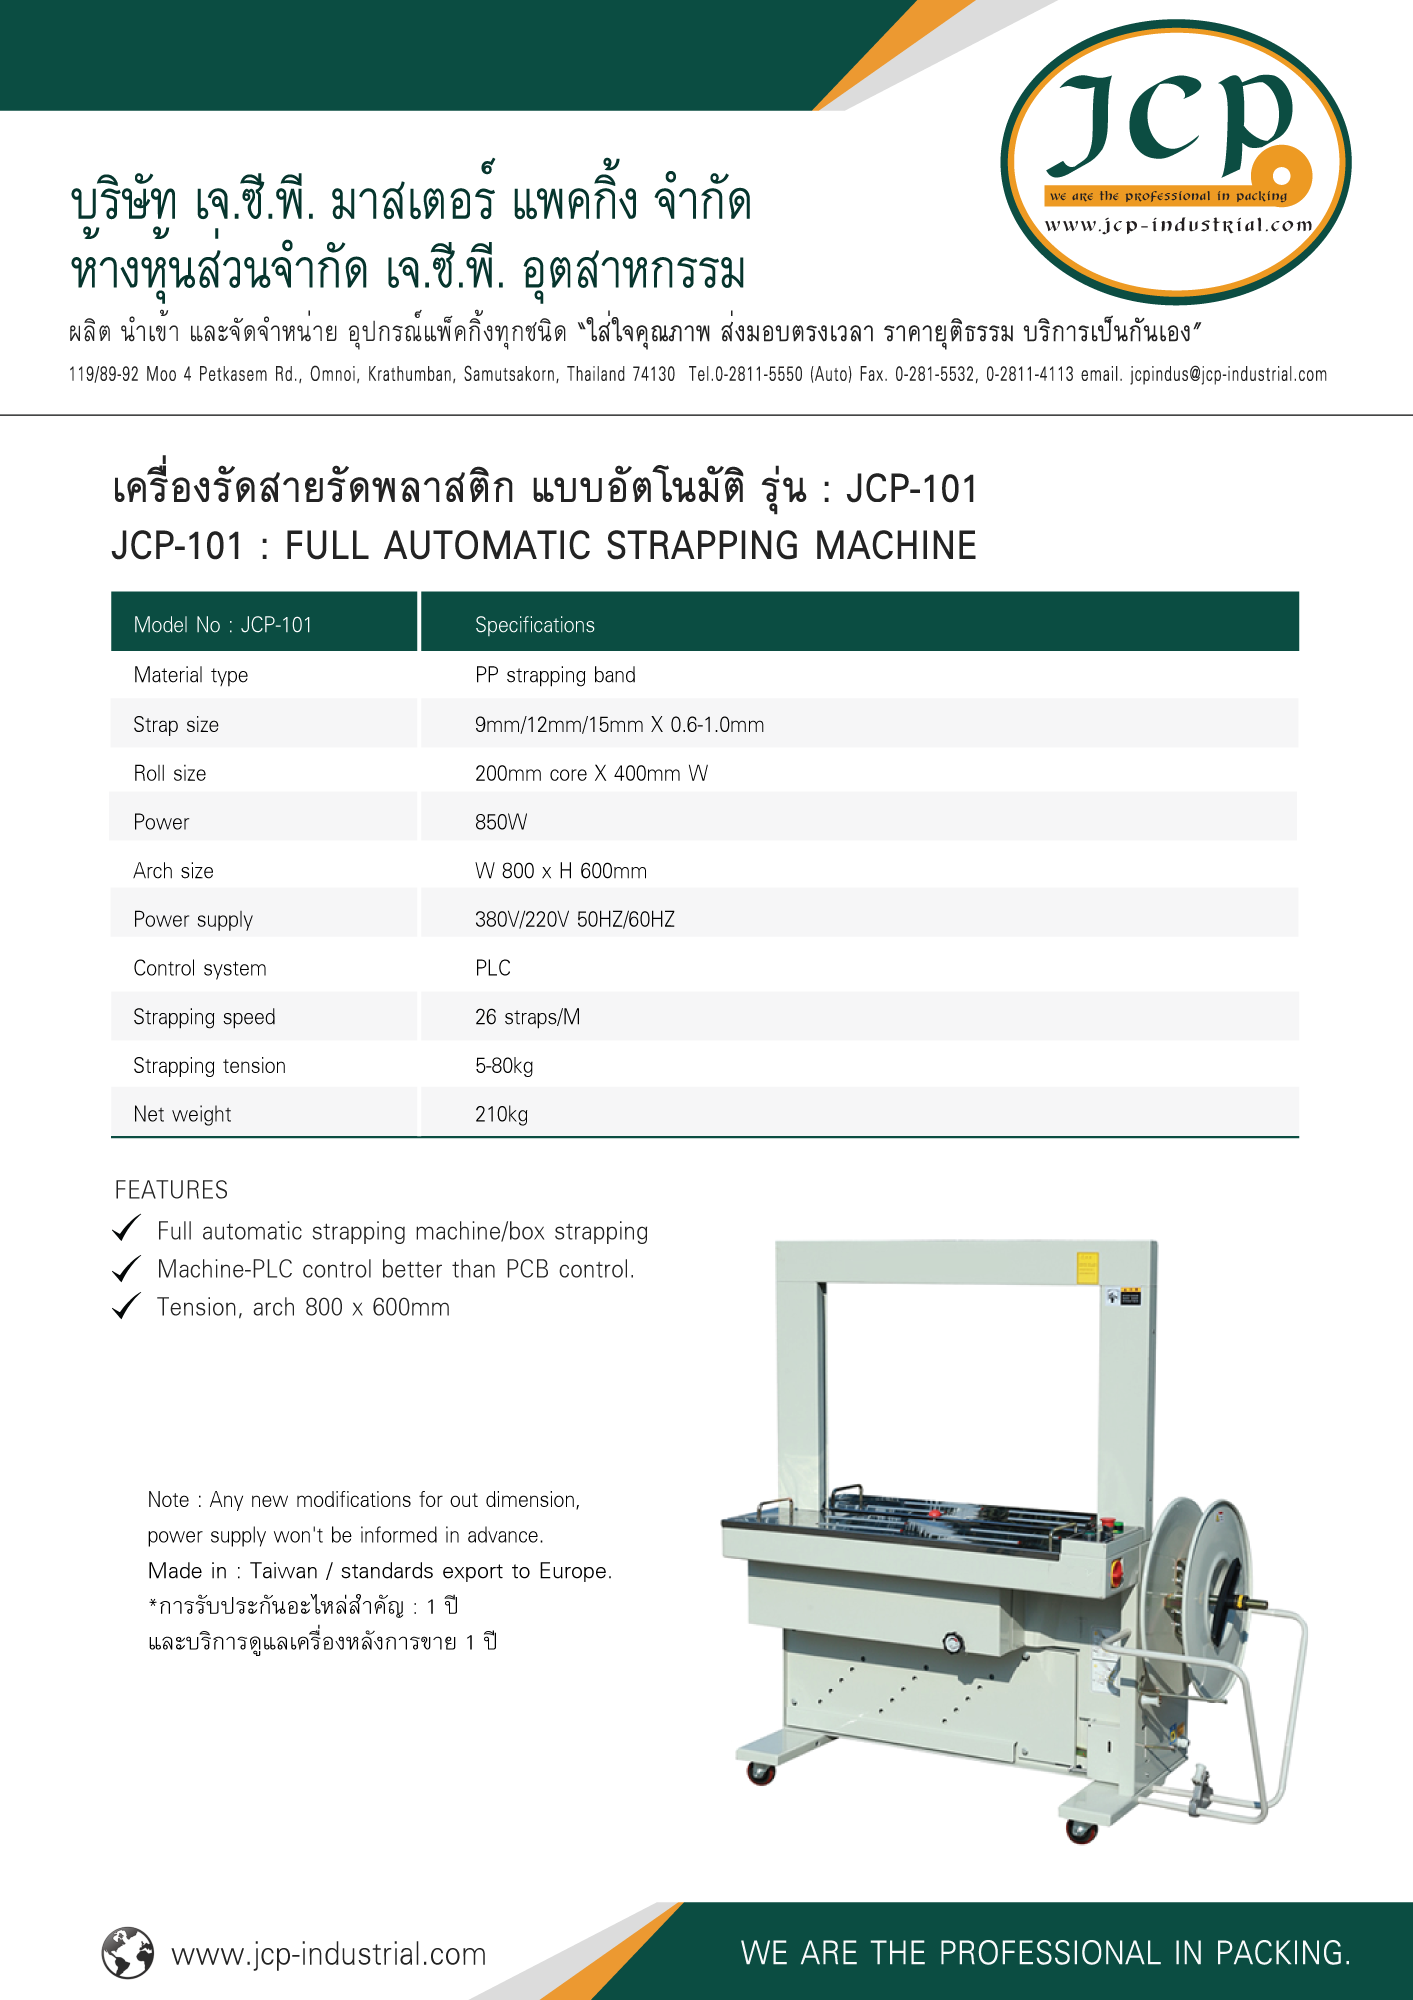 JCP
we are the professional in packing
www.jcp-industrial.com
บริษัท เจ.ซี.พี. มาสเตอร์ แพคกิ้ง จำกัด
ห้างหุ้นส่วนจำกัด เจ.ซี.พี. อุตสาหกรรม
ผลิต นำเข้า และจัดจำหน่าย อุปกรณ์แพ็คกิ้งทุกชนิด “ใส่ใจคุณภาพ ส่งมอบตรงเวลา ราคายุติธรรม บริการเป็นกันเอง”
119/89-92 Moo 4 Petkasem Rd., Omnoi, Krathumban, Samutsakorn, Thailand 74130 Tel.0-2811-5550 (Auto) Fax. 0-281-5532, 0-2811-4113 email. jcpindus@jcp-industrial.com
เครื่องรัดสายรัดพลาสติก แบบอัตโนมัติ รุ่น : JCP-101
JCP-101 : FULL AUTOMATIC STRAPPING MACHINE
Model No : JCP-101 Specifications
Material type PP strapping band
Strap size 9mm/12mm/15mm X 0.6-1.0mm
Roll size 200mm core X 400mm W
Power 850W
Arch size W 800 x H 600mm
Power supply 380V/220V 50HZ/60HZ
Control system PLC
Strapping speed 26 straps/M
Strapping tension 5-80kg
Net weight 210kg
FEATURES
Full automatic strapping machine/box strapping
Machine-PLC control better than PCB control.
Tension, arch 800 x 600mm
Note : Any new modifications for out dimension,
power supply won't be informed in advance.
Made in : Taiwan / standards export to Europe.
*การรับประกันอะไหล่สำคัญ : 1 ปี
และบริการดูแลเครื่องหลังการขาย 1 ปี
www.jcp-industrial.com
WE ARE THE PROFESSIONAL IN PACKING.